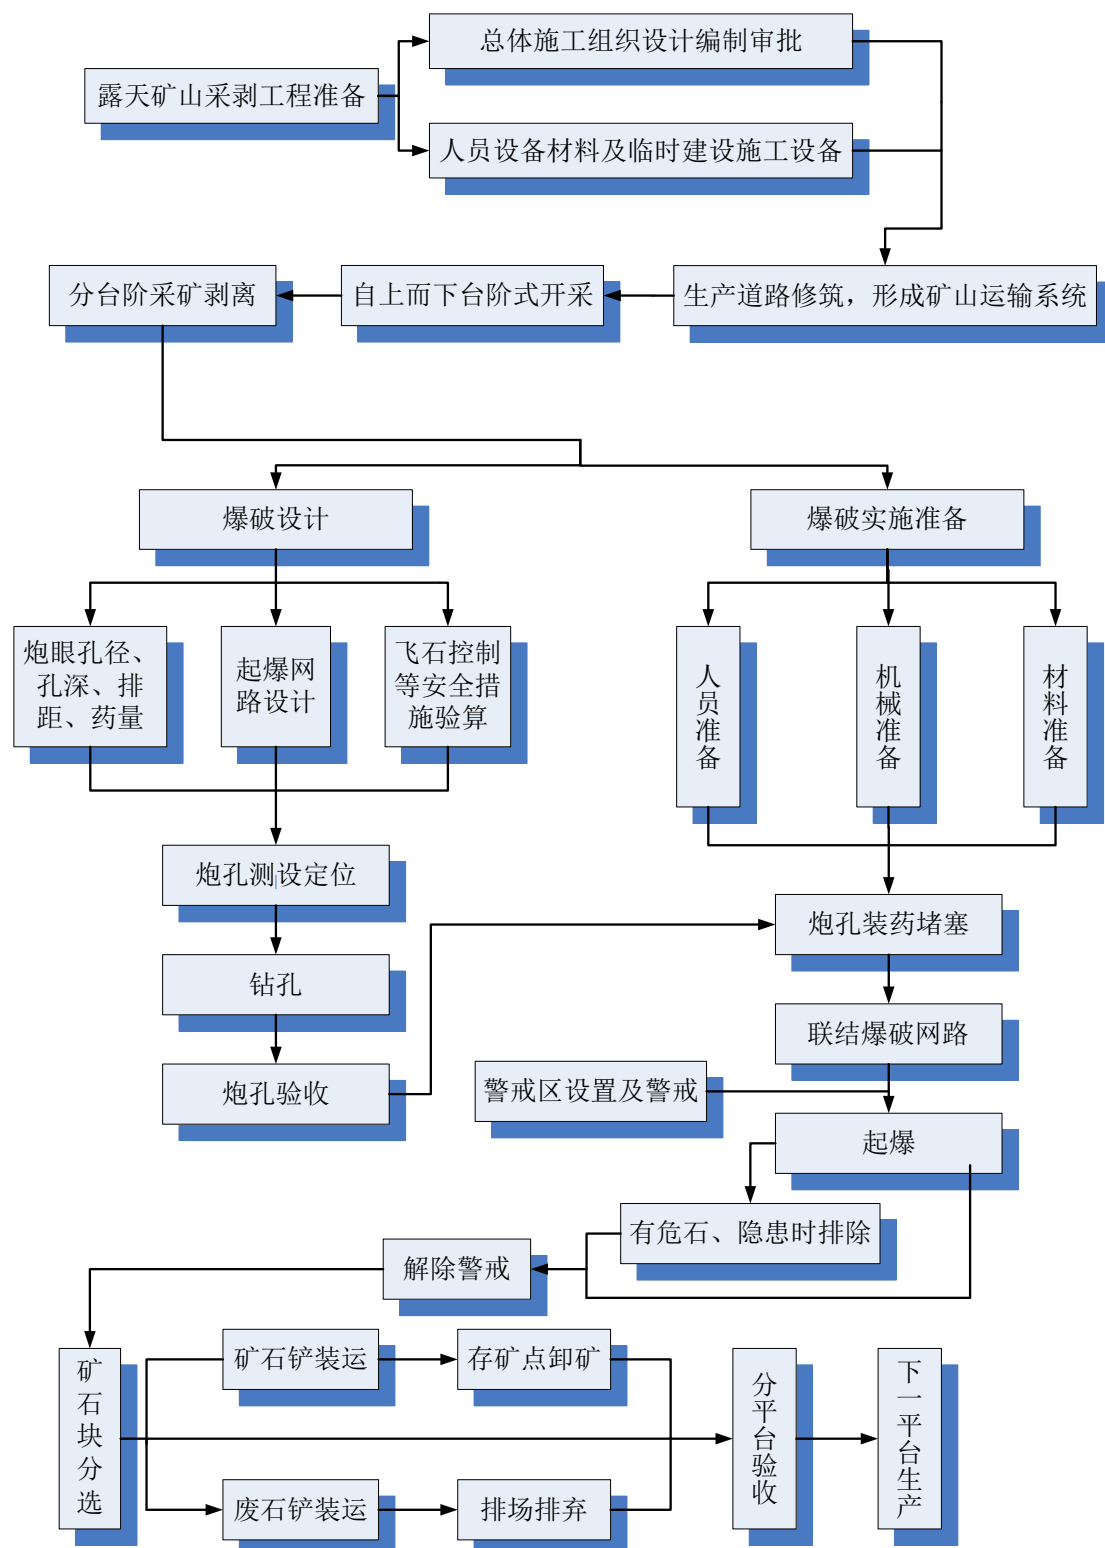 总体施工组织设计编制审批
露天矿山采剥工程准备
人员设备材料及临时建设施工设备
分台阶采矿剥离
自上而下台阶式开采
生产道路修筑，形成矿山运输系统
爆破设计
爆破实施准备
炮眼孔径、
孔深、排
距、药量
起爆网
路设计
飞石控制
等安全措
施验算
人员准备
机械准备
材料准备
炮孔测设定位
炮孔装药堵塞
钻孔
联结爆破网路
炮孔验收
警戒区设置及警戒
起爆
有危石、隐患时排除
解除警戒
矿石块分选
矿石铲装运
存矿点卸矿
废石铲装运
排场排弃
分平台验收
下一平台生产